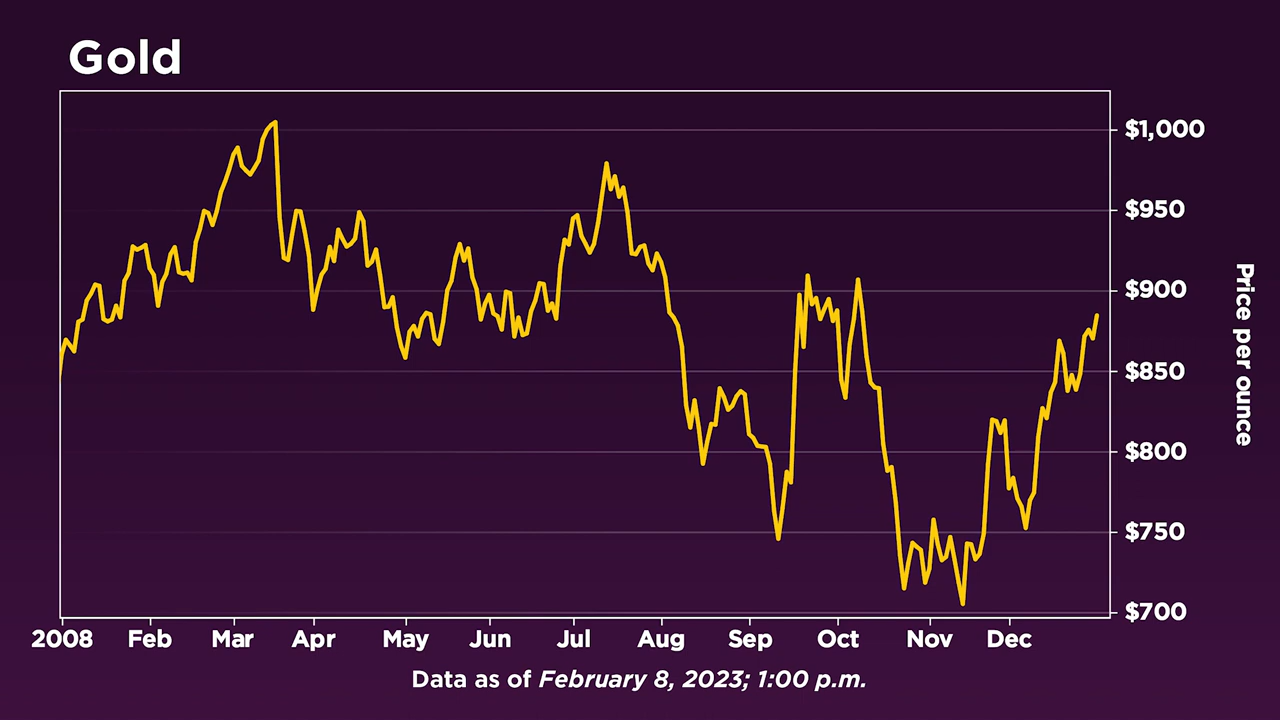 Gold
$1,000
$950
$900
$850
$800
$750
$700
Price per ounce
2008 Feb Mar Apr May Jun Jul Aug Sep Oct Nov Dec
Data as of February 8, 2023; 1:00 p.m.